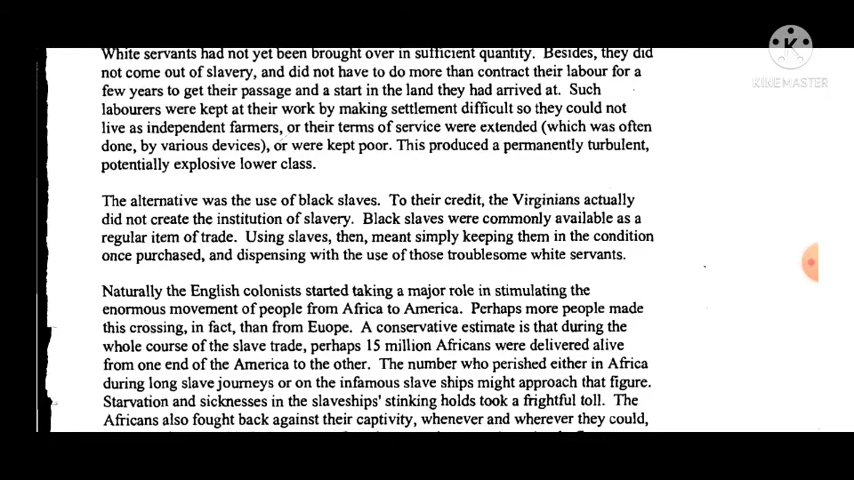 White servants had not yet been brought over in sufficient quantity. Besides, they did
not come out of slavery, and did not have to do more than contract their labour for a
few years to get their passage and a start in the land they had arrived at. Such
labourers were kept at their work by making settlement difficult so they could not
live as independent farmers, or their terms of service were extended (which was often
done, by various devices), or were kept poor. This produced a permanently turbulent,
potentially explosive lower class.
The alternative was the use of black slaves. To their credit, the Virginians actually
did not create the institution of slavery. Black slaves were commonly available as a
regular item of trade. Using slaves, then, meant simply keeping them in the condition
once purchased, and dispensing with the use of those troublesome white servants.
Naturally the English colonists started taking a major role in stimulating the
enormous movement of people from Africa to America. Perhaps more people made
this crossing, in fact, than from Euope. A conservative estimate is that during the
whole course of the slave trade, perhaps 15 million Africans were delivered alive
from one end of the America to the other. The number who perished either in Africa
during long slave journeys or on the infamous slave ships might approach that figure.
Starvation and sicknesses in the slaveships' stinking holds took a frightful toll. The
Africans also fought back against their captivity, whenever and wherever they could,
KINEMASTER